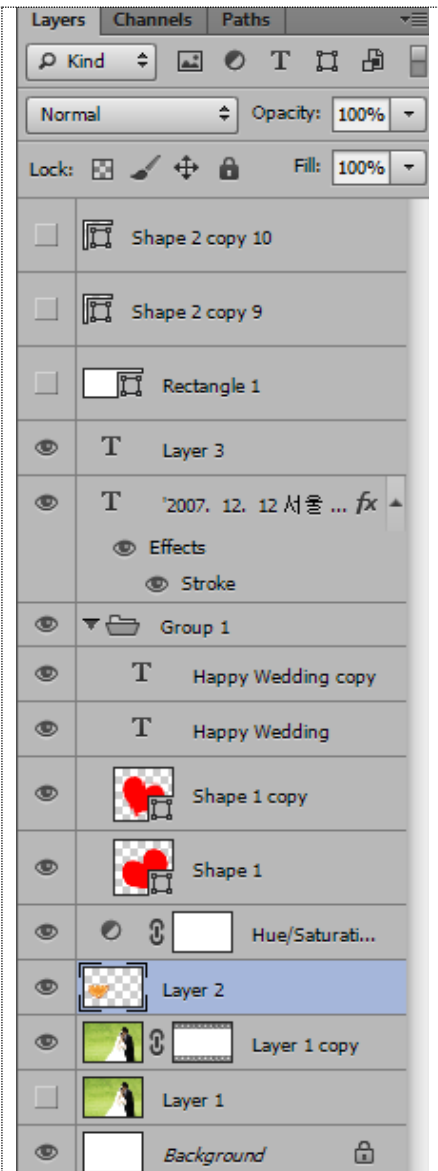 Layers Channels Paths
Kind
Normal Opacity: 100%
Lock: Fill: 100%
Shape 2 copy 10
Shape 2 copy 9
Rectangle 1
T Layer 3
T "2007. 12. 12 서울 ... fx
Effects
Stroke
Group 1
T Happy Wedding copy
T Happy Wedding
Shape 1 copy
Shape 1
Hue/Saturati...
Layer 2
Layer 1 copy
Layer 1
Background